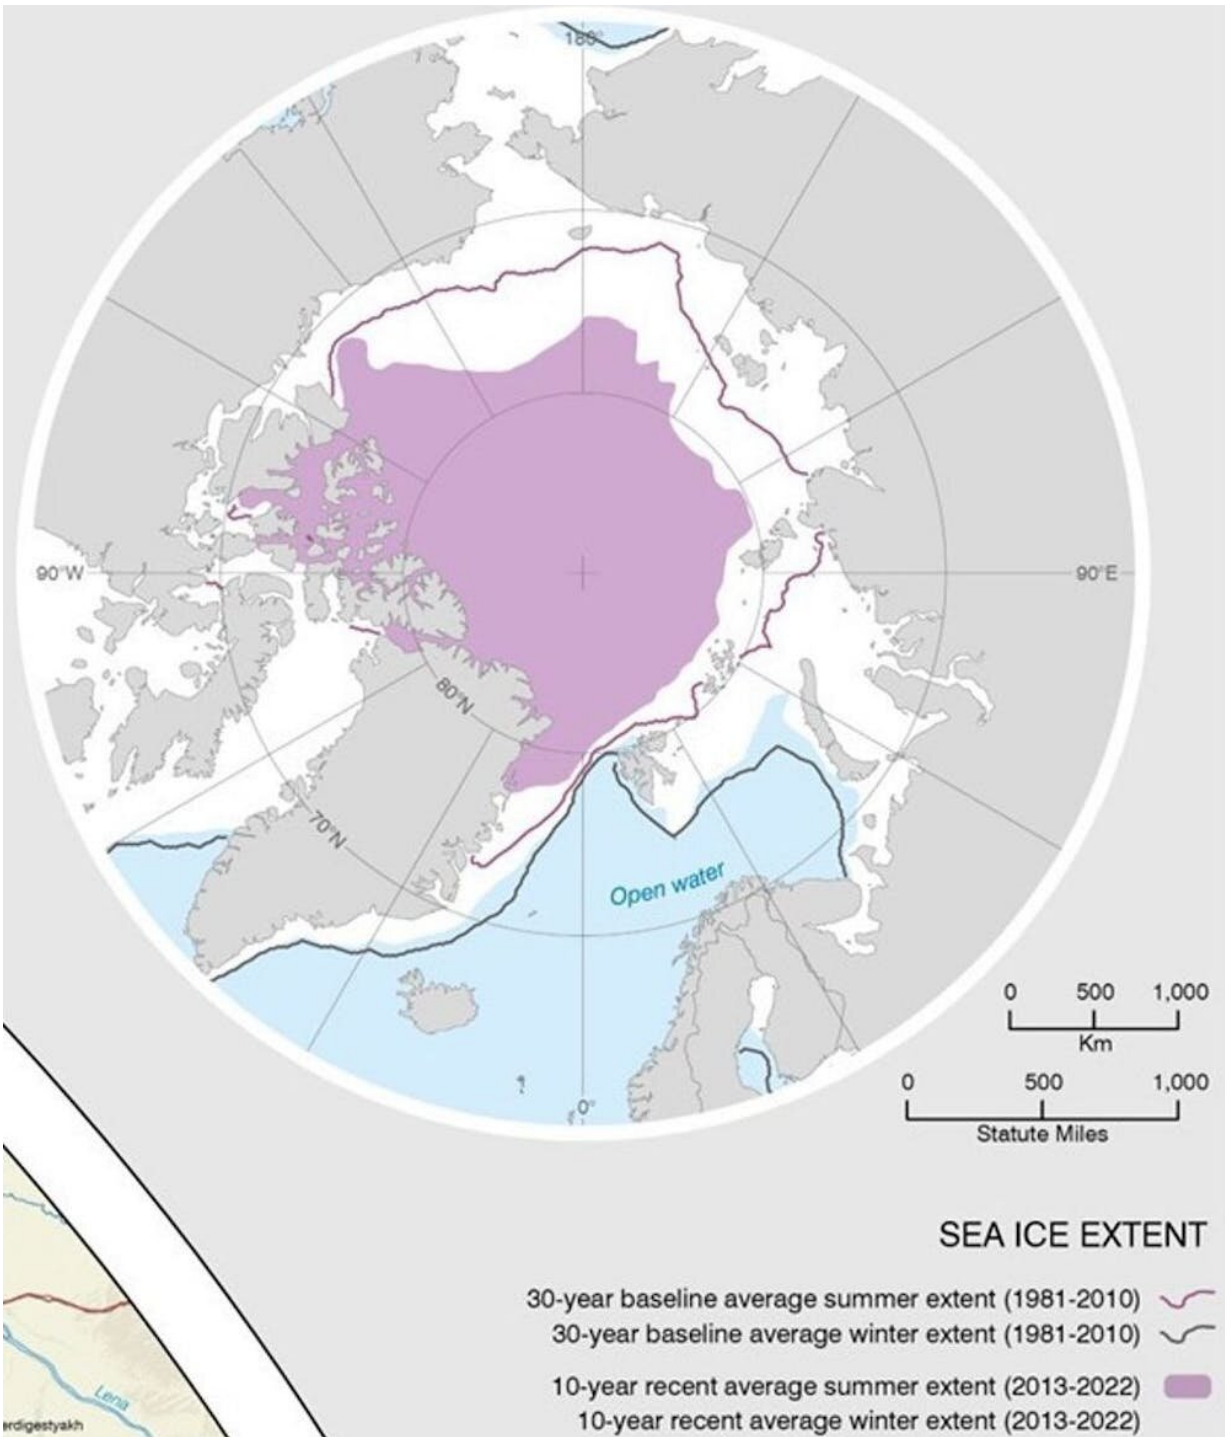 180°
90°W
90°E
80°N
70°N
Open water
0°
0 500 1,000
Km
0 500 1,000
Statute Miles
SEA ICE EXTENT
30-year baseline average summer extent (1981-2010)
30-year baseline average winter extent (1981-2010)
10-year recent average summer extent (2013-2022)
10-year recent average winter extent (2013-2022)
Lena
erdigestyakh